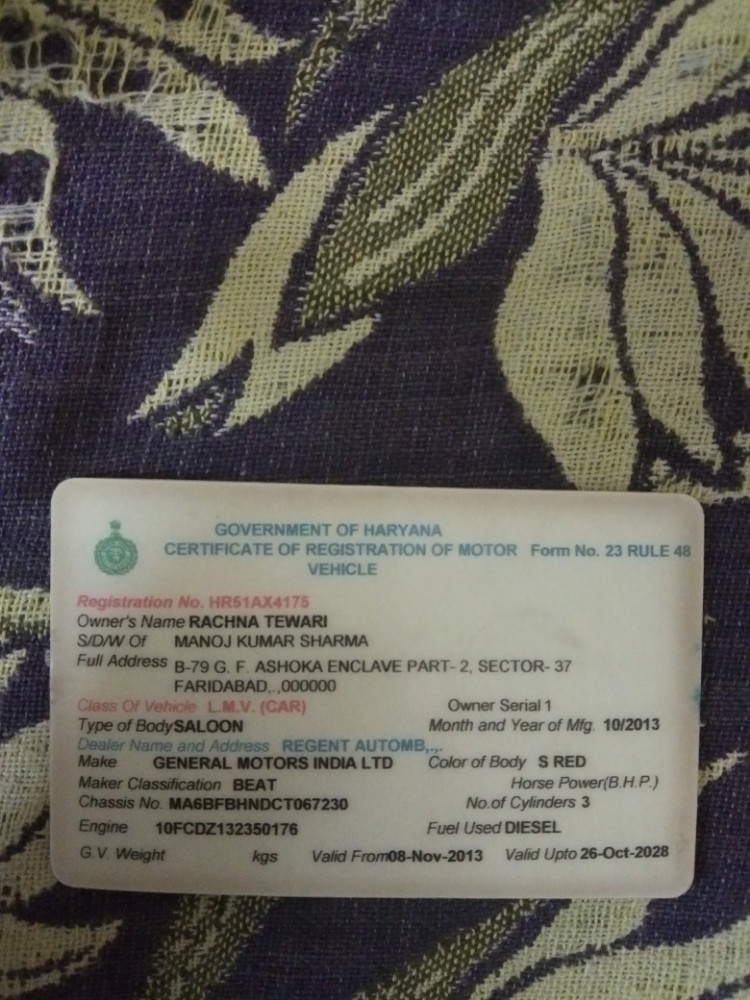 GOVERNMENT OF HARYANA
CERTIFICATE OF REGISTRATION OF MOTOR Form No. 23 RULE 48
VEHICLE
Registration No. HR51AX4175
Owner's Name RACHNA TEWARI
S/D/W Of MANOJ KUMAR SHARMA
Full Address B-79 G. F. ASHOKA ENCLAVE PART- 2, SECTOR- 37
FARIDABAD,.,000000
Class Of Vehicle L.M.V. (CAR) Owner Serial 1
Type of Body SALOON Month and Year of Mfg. 10/2013
Dealer Name and Address REGENT AUTOMB,.,.
Make GENERAL MOTORS INDIA LTD Color of Body S RED
Maker Classification BEAT Horse Power(B.H.P.)
Chassis No. MA6BFBHNDCT067230 No.of Cylinders 3
Engine 10FCDZ132350176 Fuel Used DIESEL
G.V. Weight kgs Valid From 08-Nov-2013 Valid Upto 26-Oct-2028